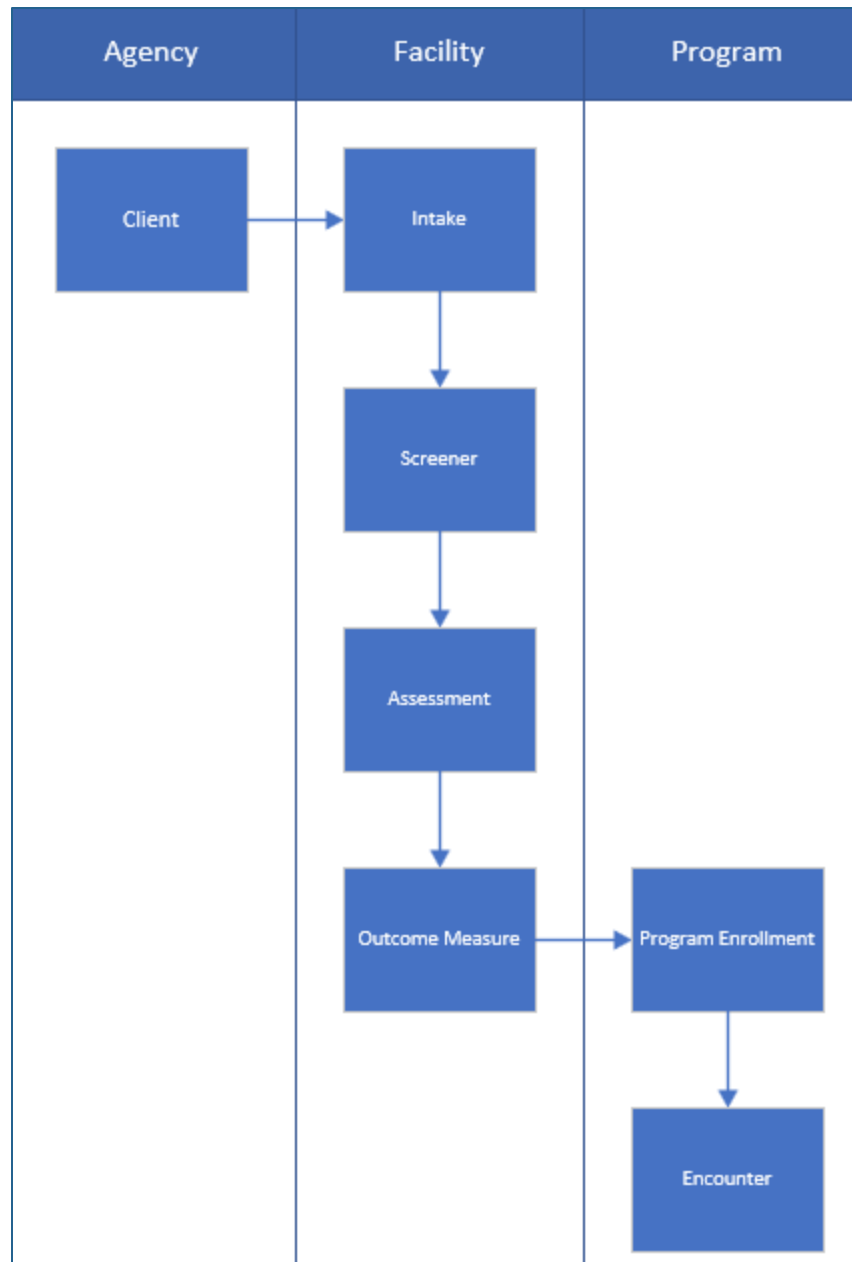 Agency
Facility
Program
Client
Intake
Screener
Assessment
Outcome Measure
Program Enrollment
Encounter